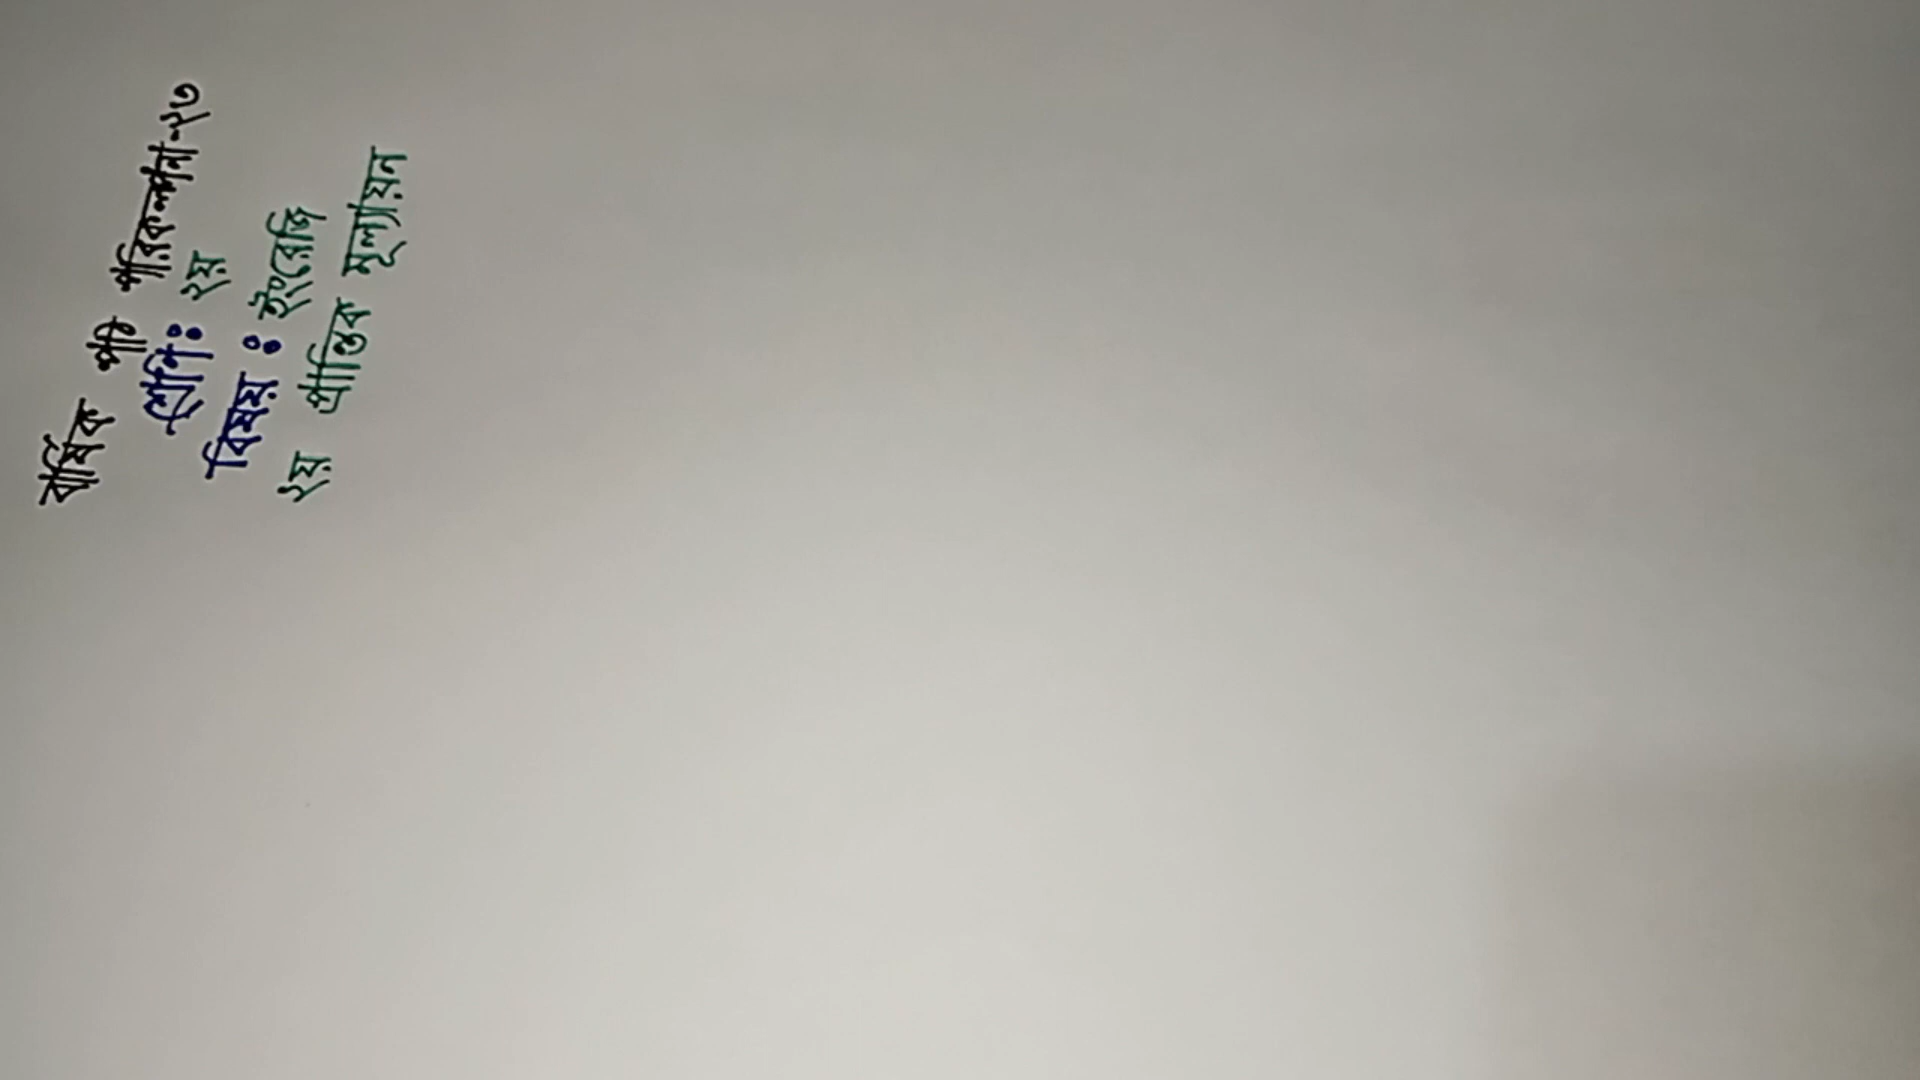 বার্ষিক পাঠ পরিকল্পনা-২৩
শ্রেণি: ২য়
বিষয়: ইংরেজি
২য় প্রান্তিক মূল্যায়ন